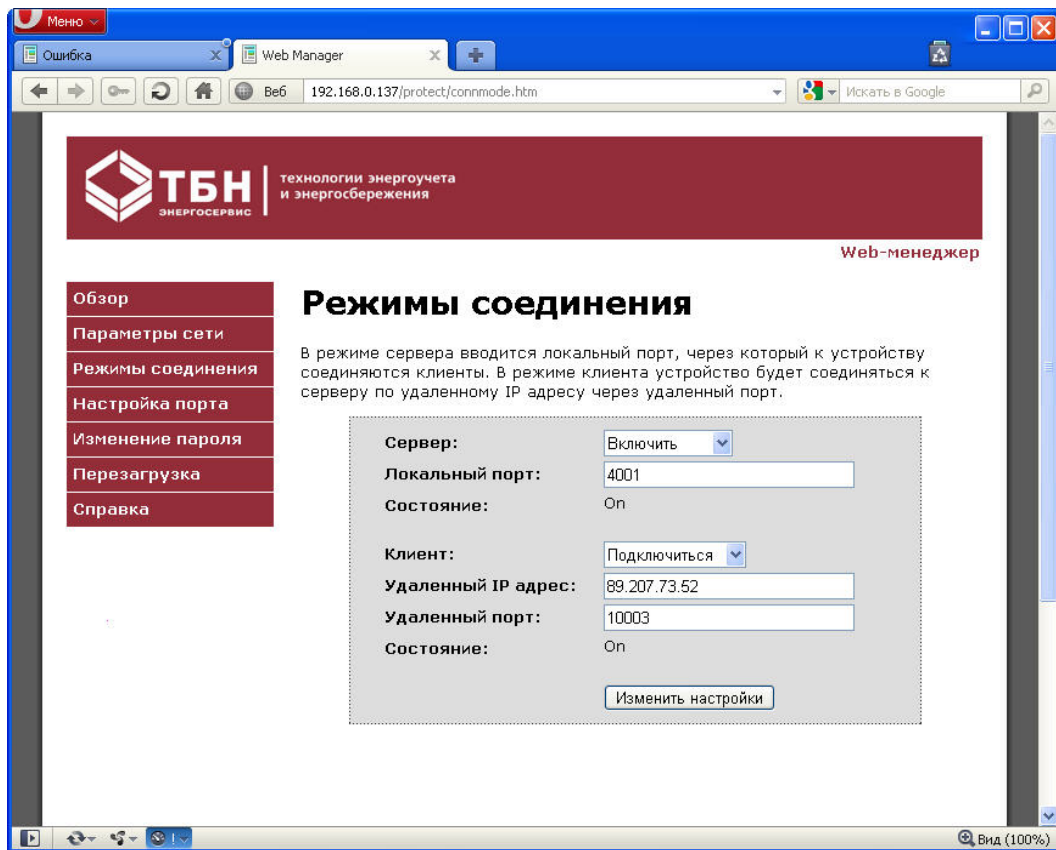 Меню
Ошибка
Web Manager
Веб
192.168.0.137/protect/connmode.htm
Искать в Google
ТБН
ЭНЕРГОСЕРВИС
технологии энергоучета
и энергосбережения
Web-менеджер
Обзор
Параметры сети
Режимы соединения
Настройка порта
Изменение пароля
Перезагрузка
Справка
Режимы соединения
В режиме сервера вводится локальный порт, через который к устройству
соединяются клиенты. В режиме клиента устройство будет соединяться к
серверу по удаленному IP адресу через удаленный порт.
Сервер: Включить
Локальный порт: 4001
Состояние: On
Клиент: Подключиться
Удаленный IP адрес: 89.207.73.52
Удаленный порт: 10003
Состояние: On
Изменить настройки
Вид (100%)